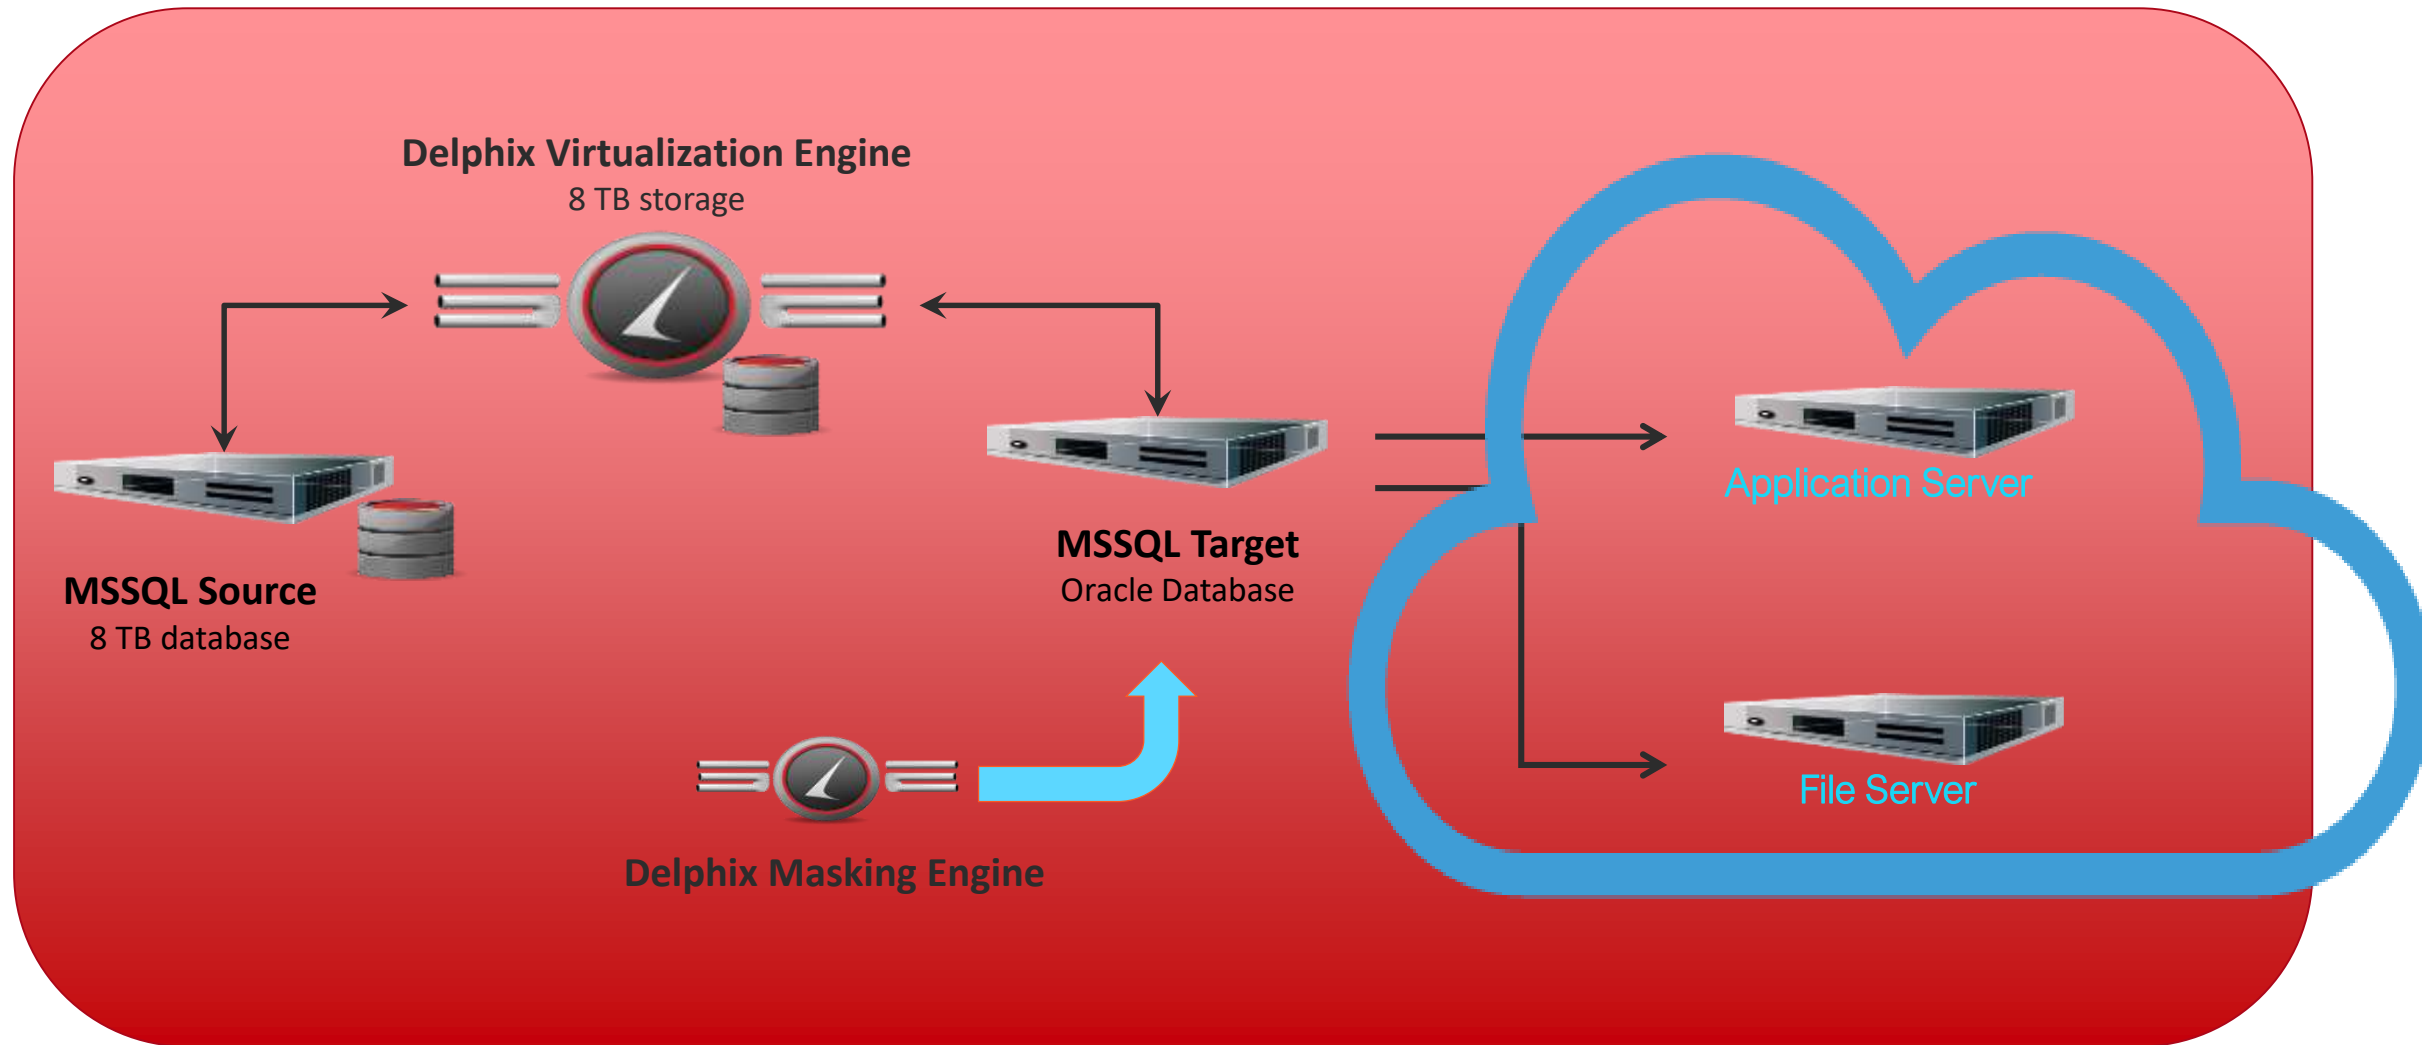 Delphix Virtualization Engine
8 TB storage
MSSQL Source
8 TB database
MSSQL Target
Oracle Database
Application Server
File Server
Delphix Masking Engine